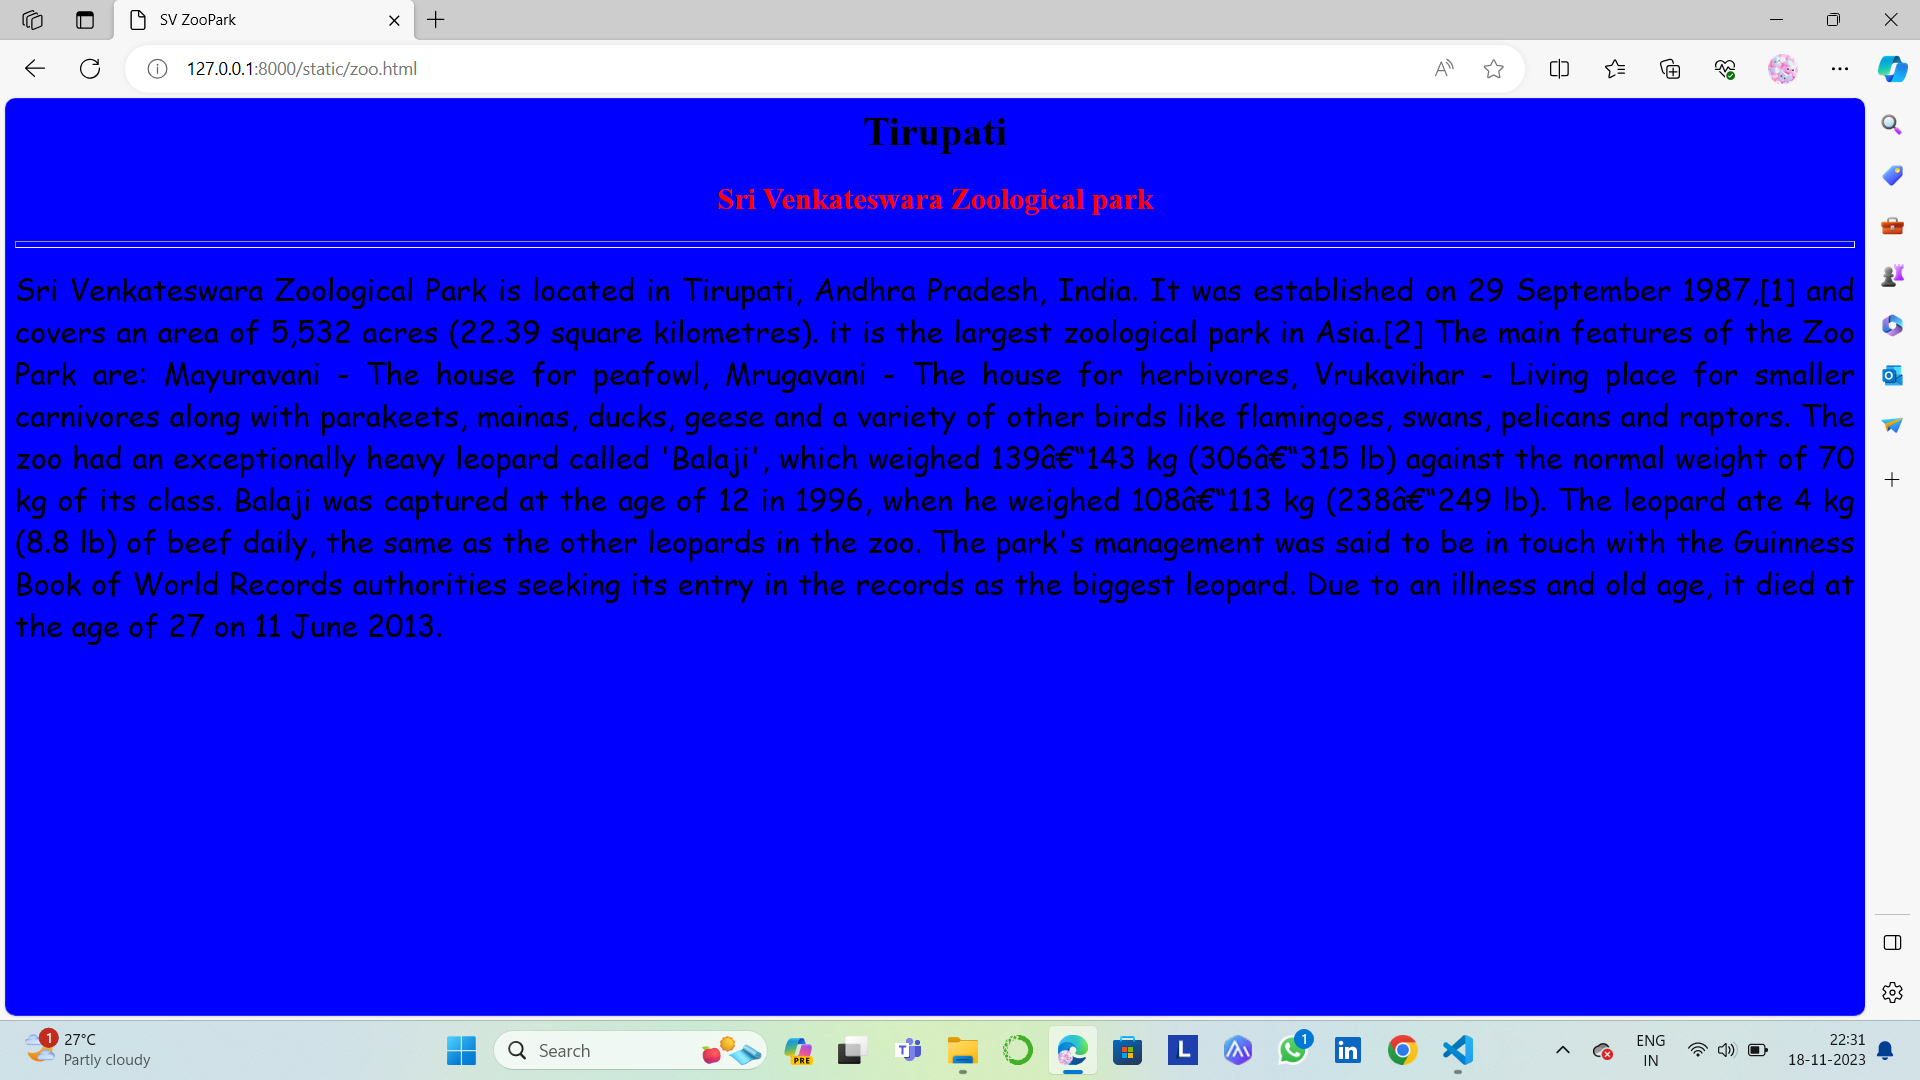 SV ZooPark
127.0.0.1:8000/static/zoo.html
Tirupati
Sri Venkateswara Zoological park
Sri Venkateswara Zoological Park is located in Tirupati, Andhra Pradesh, India. It was established on 29 September 1987,[1] and
covers an area of 5,532 acres (22.39 square kilometres). it is the largest zoological park in Asia.[2] The main features of the Zoo
Park are: Mayuravani - The house for peafowl, Mrugavani - The house for herbivores, Vrukavihar - Living place for smaller
carnivores along with parakeets, mainas, ducks, geese and a variety of other birds like flamingoes, swans, pelicans and raptors. The
zoo had an exceptionally heavy leopard called 'Balaji', which weighed 139â€“143 kg (306â€“315 lb) against the normal weight of 70
kg of its class. Balaji was captured at the age of 12 in 1996, when he weighed 108â€“113 kg (238â€“249 lb). The leopard ate 4 kg
(8.8 lb) of beef daily, the same as the other leopards in the zoo. The park's management was said to be in touch with the Guinness
Book of World Records authorities seeking its entry in the records as the biggest leopard. Due to an illness and old age, it died at
the age of 27 on 11 June 2013.
1
27°C
Partly cloudy
Search
PRE
L
1
in
ENG
IN
22:31
18-11-2023